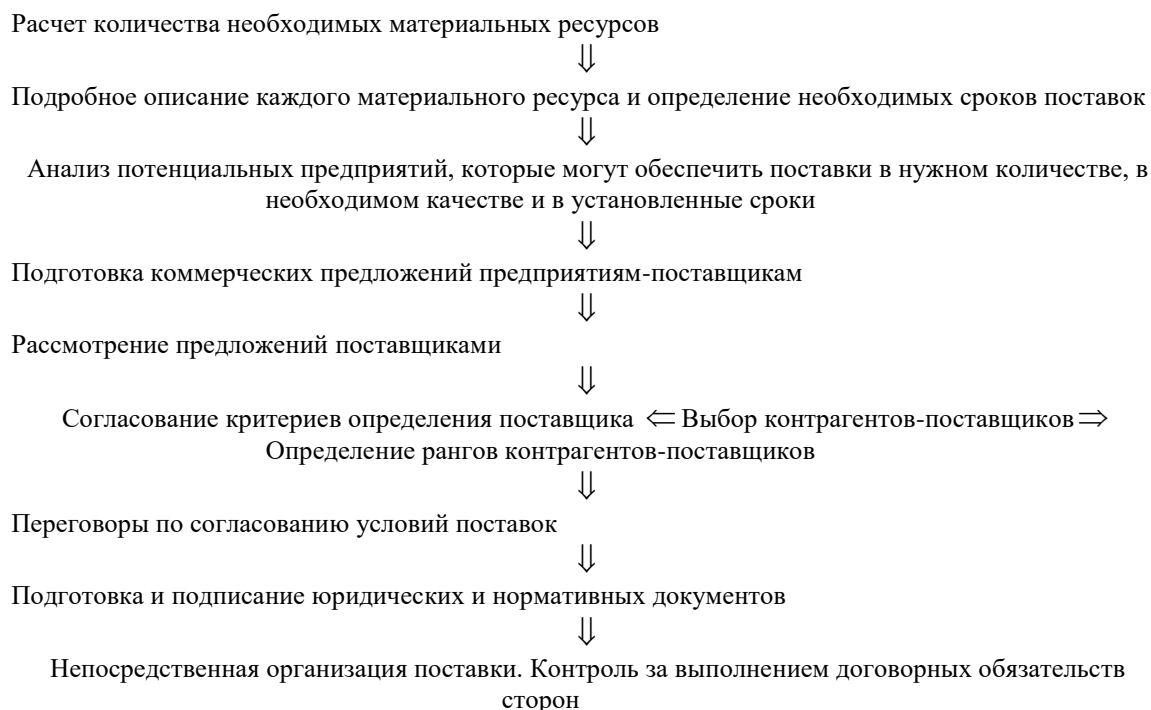 Расчет количества необходимых материальных ресурсов
⇓
Подробное описание каждого материального ресурса и определение необходимых сроков поставок
⇓
Анализ потенциальных предприятий, которые могут обеспечить поставки в нужном количестве, в
необходимом качестве и в установленные сроки
⇓
Подготовка коммерческих предложений предприятиям-поставщикам
⇓
Рассмотрение предложений поставщиками
⇓
Согласование критериев определения поставщика ⇐ Выбор контрагентов-поставщиков ⇒
Определение рангов контрагентов-поставщиков
⇓
Переговоры по согласованию условий поставок
⇓
Подготовка и подписание юридических и нормативных документов
⇓
Непосредственная организация поставки. Контроль за выполнением договорных обязательств
сторон